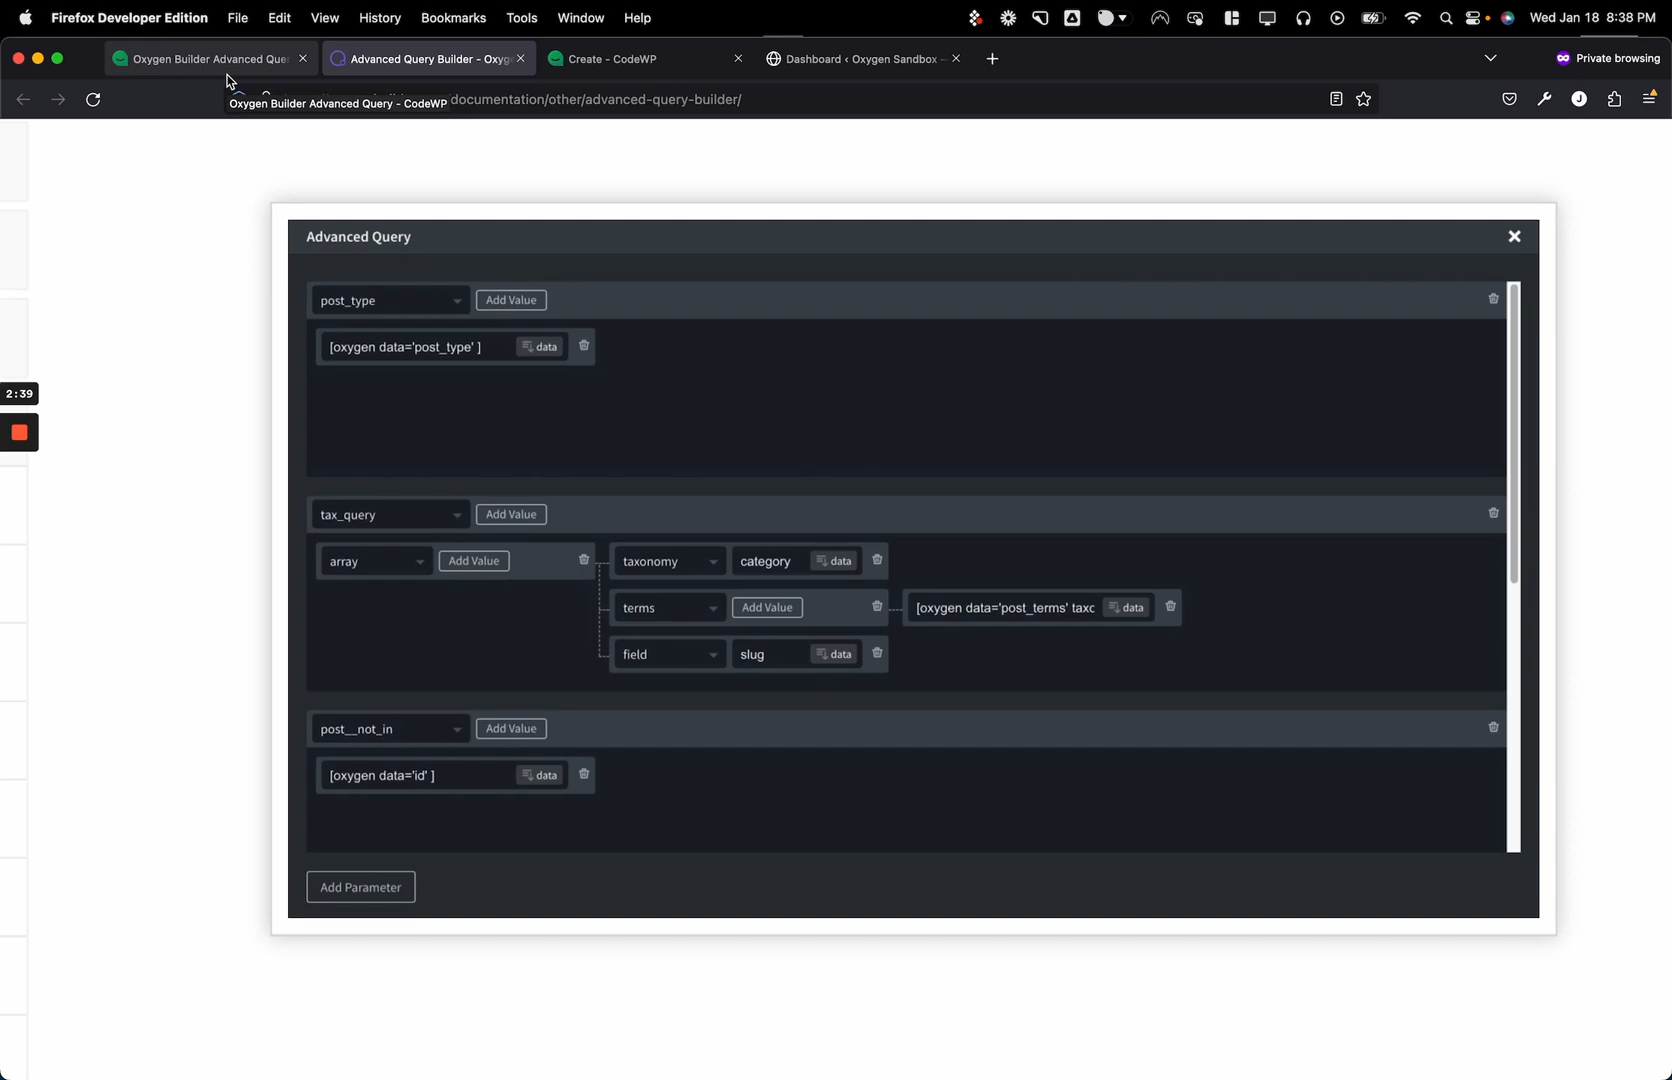 Firefox Developer Edition File Edit View History Bookmarks Tools Window Help Wed Jan 18 8:38 PM
Oxygen Builder Advanced Quer Advanced Query Builder - Oxyg Create - CodeWP Dashboard ‹ Oxygen Sandbox — Private browsing
Oxygen Builder Advanced Query - CodeWP documentation/other/advanced-query-builder/
Advanced Query
post_type Add Value
[oxygen data='post_type' ] data
2:39
tax_query Add Value
array Add Value taxonomy category data
terms Add Value [oxygen data='post_terms' taxc data
field slug data
post__not_in Add Value
[oxygen data='id' ] data
Add Parameter